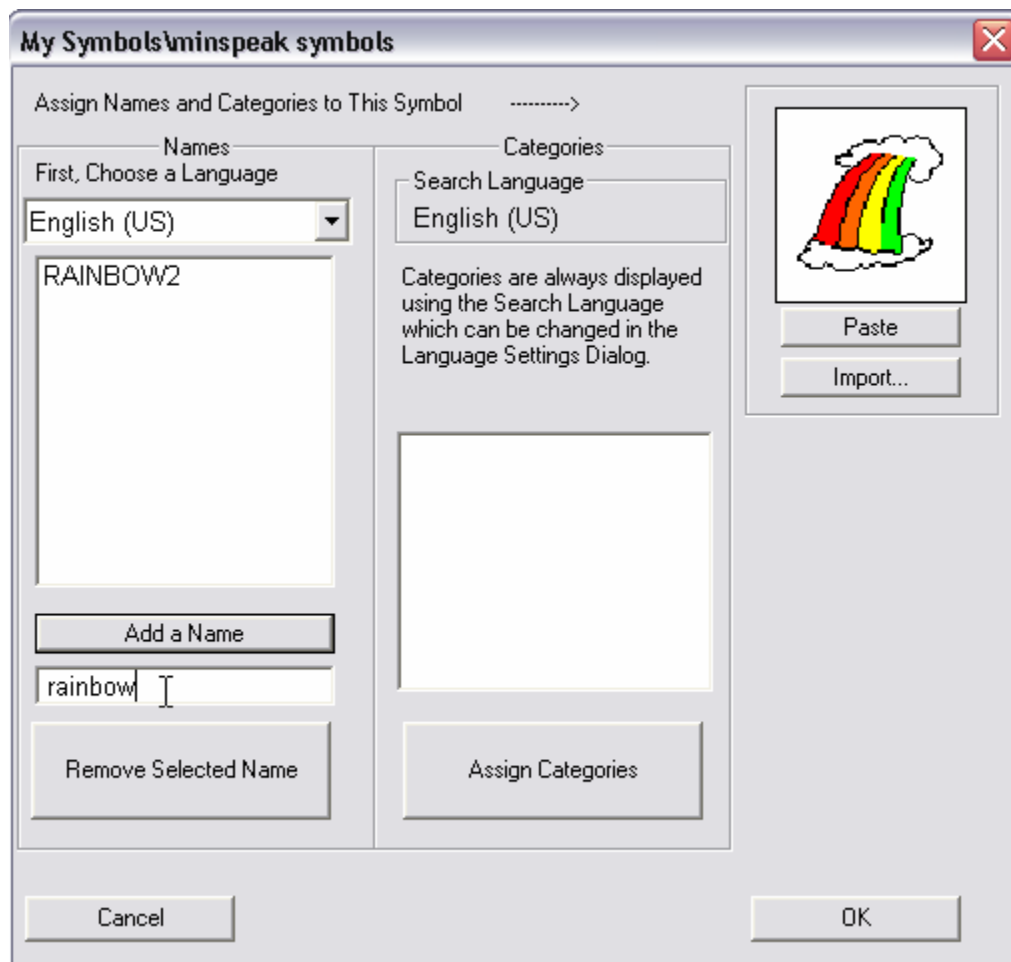 My Symbols\minspeak symbols
Assign Names and Categories to This Symbol ---------->
Names
First, Choose a Language
English (US)
RAINBOW2
Add a Name
rainbow
Remove Selected Name
Categories
Search Language
English (US)
Categories are always displayed
using the Search Language
which can be changed in the
Language Settings Dialog.
Assign Categories
Paste
Import...
Cancel
OK